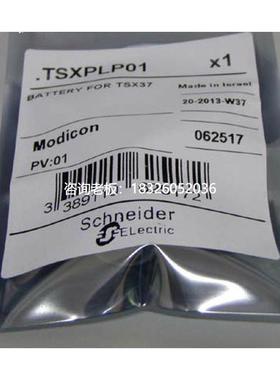 .TSXPLP01 x1
BATTERY FOR TSX37 Made in Israel
20-2013-W37
Modicon 062517
PV:01
咨询老板：18326052036
Schneider
Electric